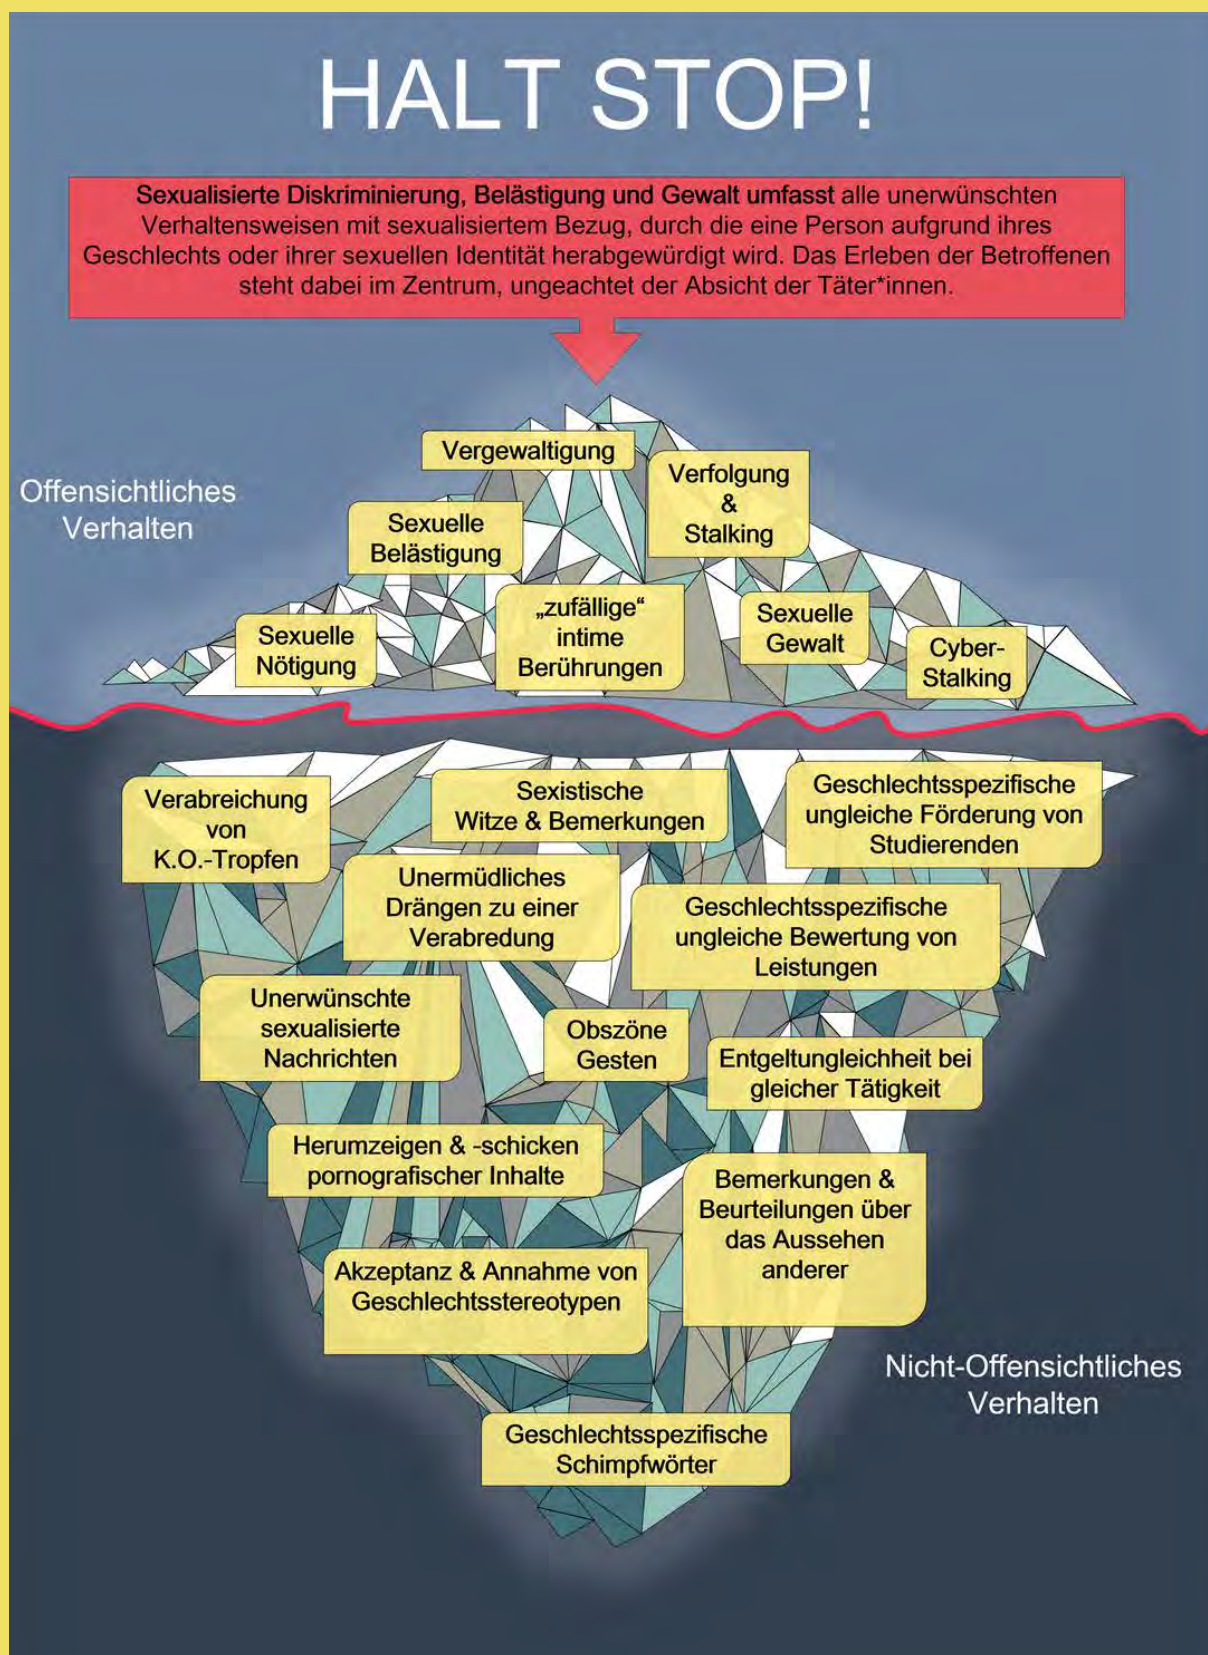 HALT STOP!
Sexualisierte Diskriminierung, Belästigung und Gewalt umfasst alle unerwünschten
Verhaltensweisen mit sexualisiertem Bezug, durch die eine Person aufgrund ihres
Geschlechts oder ihrer sexuellen Identität herabgewürdigt wird. Das Erleben der Betroffenen
steht dabei im Zentrum, ungeachtet der Absicht der Täter*innen.
Offensichtliches
Verhalten
Vergewaltigung
Verfolgung
&
Stalking
Sexuelle
Belästigung
„zufällige“
intime
Berührungen
Sexuelle
Gewalt
Sexuelle
Nötigung
Cyber-
Stalking
Verabreichung
von
K.O.-Tropfen
Sexistische
Witze & Bemerkungen
Geschlechtsspezifische
ungleiche Förderung von
Studierenden
Unermüdliches
Drängen zu einer
Verabredung
Geschlechtsspezifische
ungleiche Bewertung von
Leistungen
Unerwünschte
sexualisierte
Nachrichten
Obszöne
Gesten
Entgeltungleichheit bei
gleicher Tätigkeit
Herumzeigen & -schicken
pornografischer Inhalte
Bemerkungen &
Beurteilungen über
das Aussehen
anderer
Akzeptanz & Annahme von
Geschlechtsstereotypen
Nicht-Offensichtliches
Verhalten
Geschlechtsspezifische
Schimpfwörter